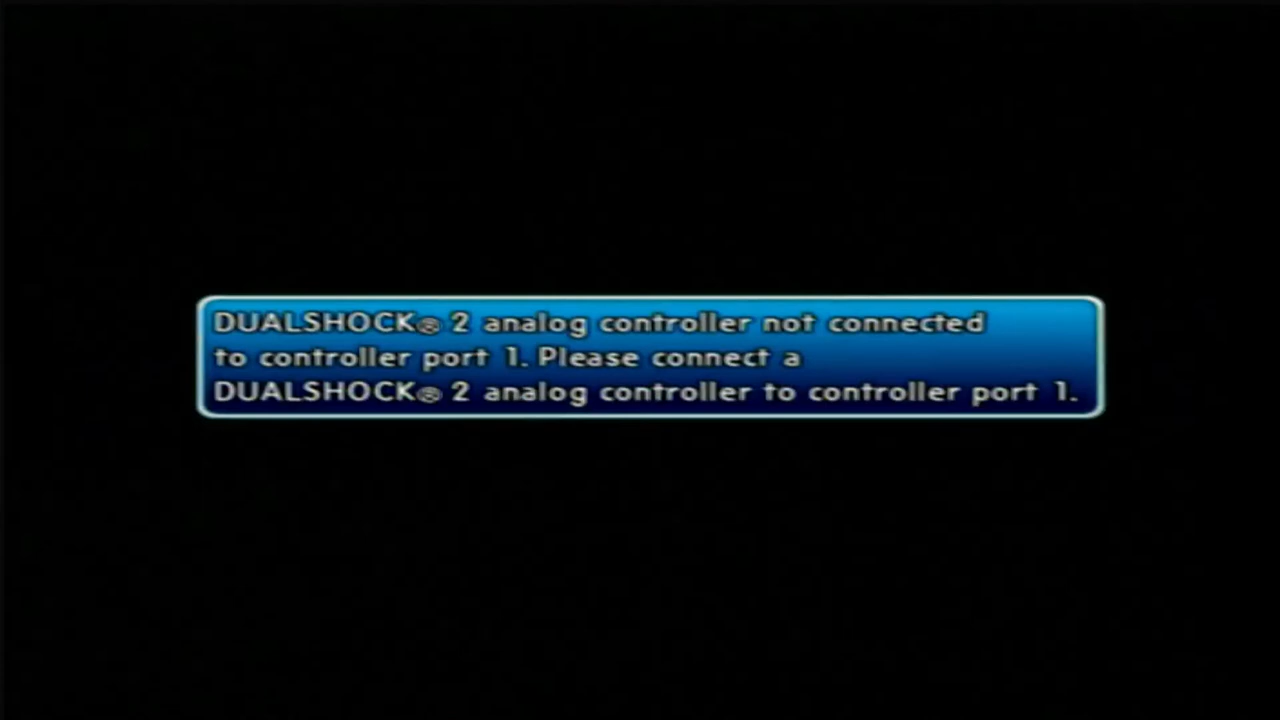 DUALSHOCK® 2 analog controller not connected
to controller port 1. Please connect a
DUALSHOCK® 2 analog controller to controller port 1.